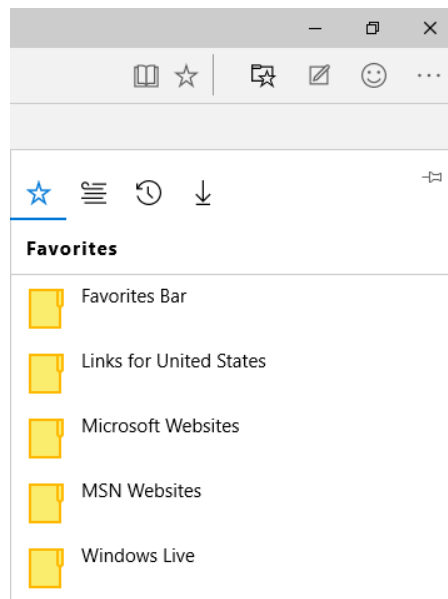 Favorites
Favorites Bar
Links for United States
Microsoft Websites
MSN Websites
Windows Live